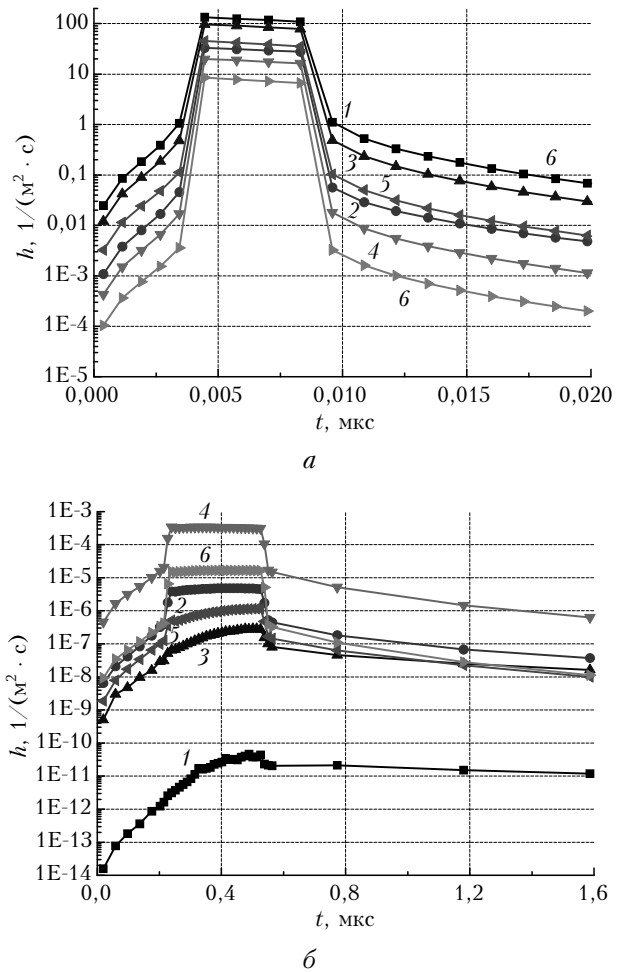 100
10
1
0,1
0,01
1E-3
1E-4
1E-5
h, 1/(м² · с)
1
3
5
2
4
6
6
0,000 0,005 0,010 0,015 0,020
t, мкс
а
1E-3
1E-4
1E-5
1E-6
1E-7
1E-8
1E-9
1E-10
1E-11
1E-12
1E-13
1E-14
h, 1/(м² · с)
4
6
2
5
3
1
0,0 0,4 0,8 1,2 1,6
t, мкс
б